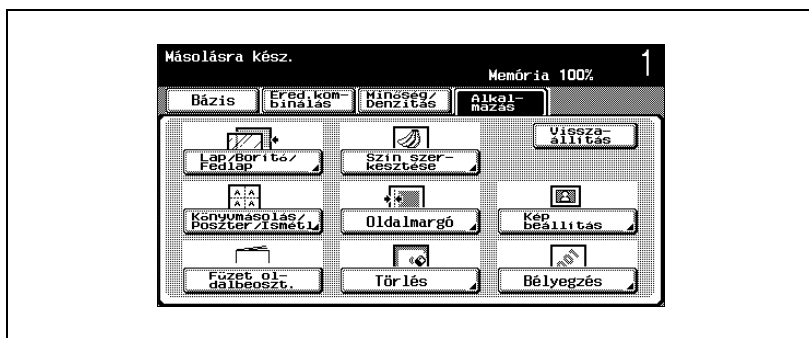 Másolásra kész.
1
Memória 100%
Bázis
Ered.kom-
binálás
Minőség/
Denzitás
Alkal-
mazás
Lap/Borító/
Fedlap
Szín szer-
kesztése
Vissza-
állítás
Könyvmásolás/
Poszter/Ismétl.
Oldalmargó
Kép
beállítás
Füzet ol-
dalbeoszt.
Törlés
Bélyegzés